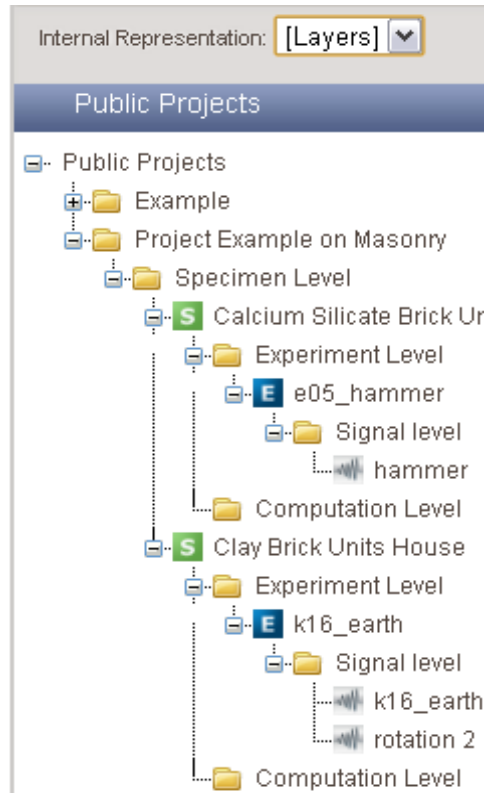 Internal Representation: [Layers]
Public Projects
Public Projects
Example
Project Example on Masonry
Specimen Level
S Calcium Silicate Brick Un
Experiment Level
E e05_hammer
Signal level
hammer
Computation Level
S Clay Brick Units House
Experiment Level
E k16_earth
Signal level
k16_earth
rotation 2
Computation Level